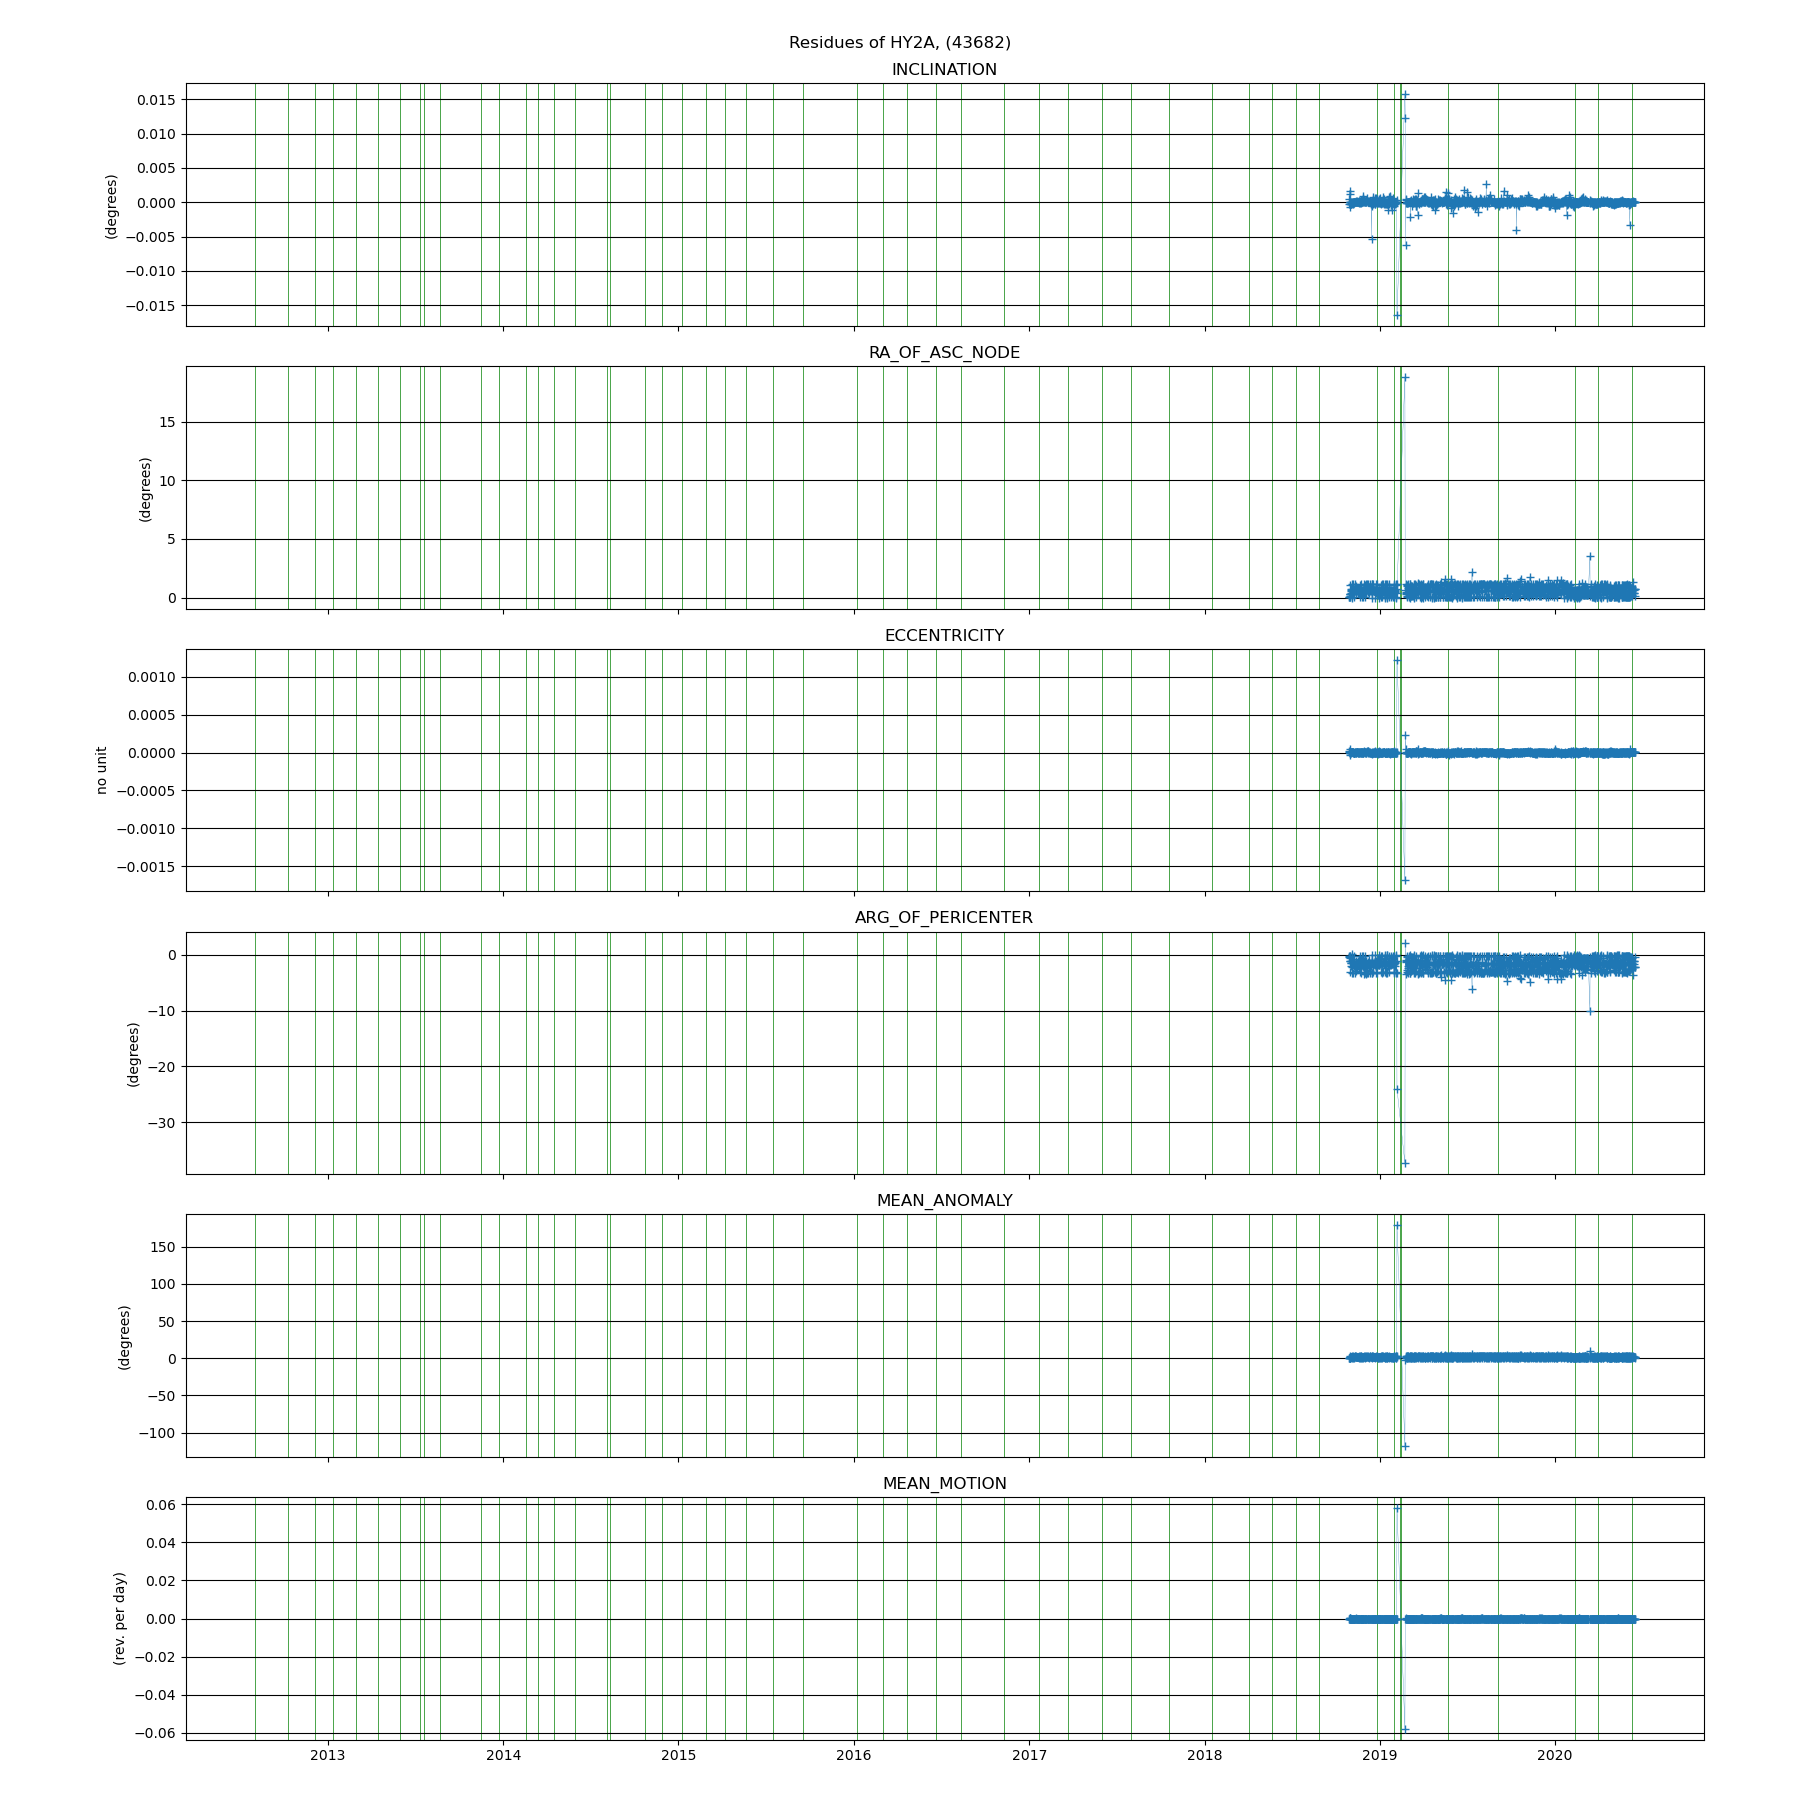 Residues of HY2A, (43682)
INCLINATION
0.015
0.010
0.005
0.000
−0.005
−0.010
−0.015
(degrees)
RA_OF_ASC_NODE
15
10
5
0
(degrees)
ECCENTRICITY
0.0010
0.0005
0.0000
−0.0005
−0.0010
−0.0015
no unit
ARG_OF_PERICENTER
0
−10
−20
−30
(degrees)
MEAN_ANOMALY
150
100
50
0
−50
−100
(degrees)
MEAN_MOTION
0.06
0.04
0.02
0.00
−0.02
−0.04
−0.06
(rev. per day)
2013 2014 2015 2016 2017 2018 2019 2020